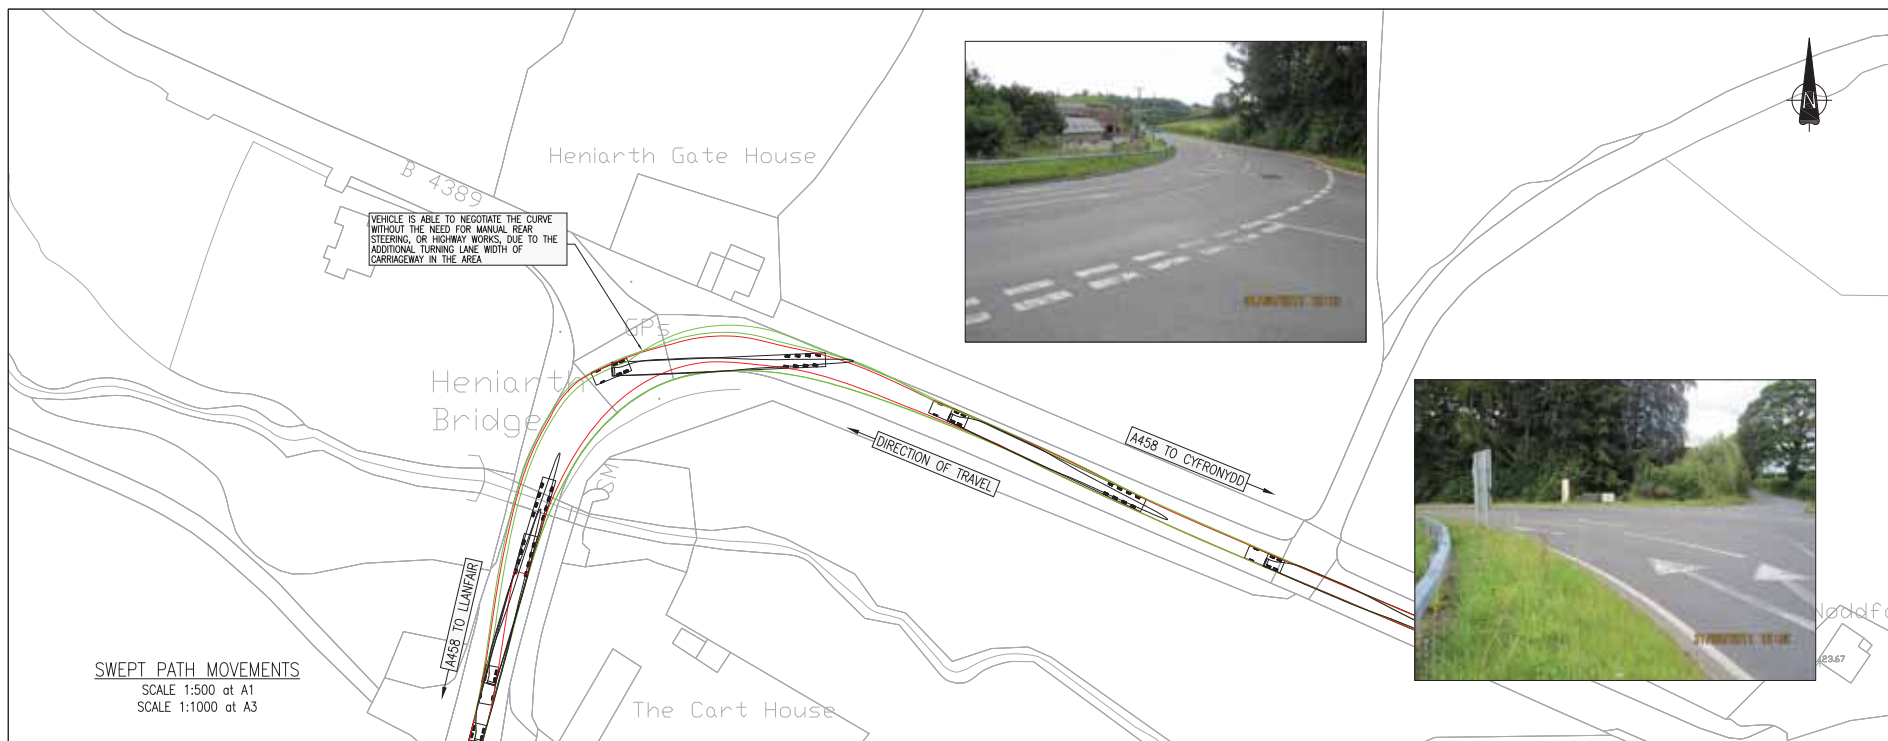 B 4389
Heniarth Gate House
VEHICLE IS ABLE TO NEGOTIATE THE CURVE
WITHOUT THE NEED FOR MANUAL REAR
STEERING, OR HIGHWAY WORKS, DUE TO THE
ADDITIONAL TURNING LANE WIDTH OF
CARRIAGEWAY IN THE AREA
N
GPs
Heniarth
Bridge
DIRECTION OF TRAVEL
A458 TO CYFRONYDD
A458 TO LLANFAIR
SWEPT PATH MOVEMENTS
SCALE 1:500 at A1
SCALE 1:1000 at A3
The Cart House